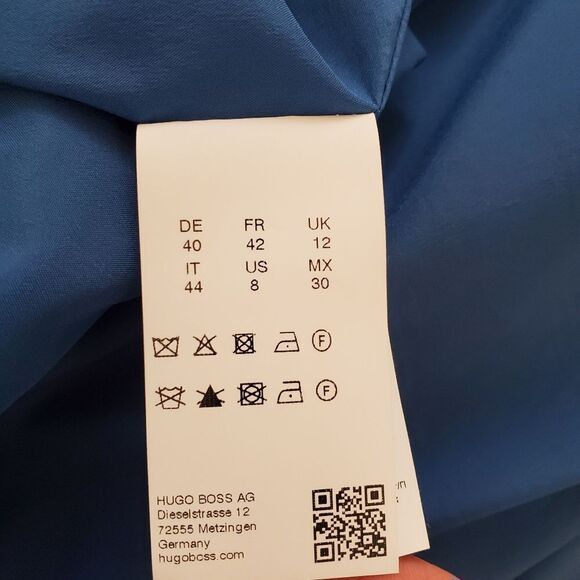 DE FR UK
40 42 12
IT US MX
44 8 30
F
F
HUGO BOSS AG
Dieselstrasse 12
72555 Metzingen
Germany
hugoboss.com